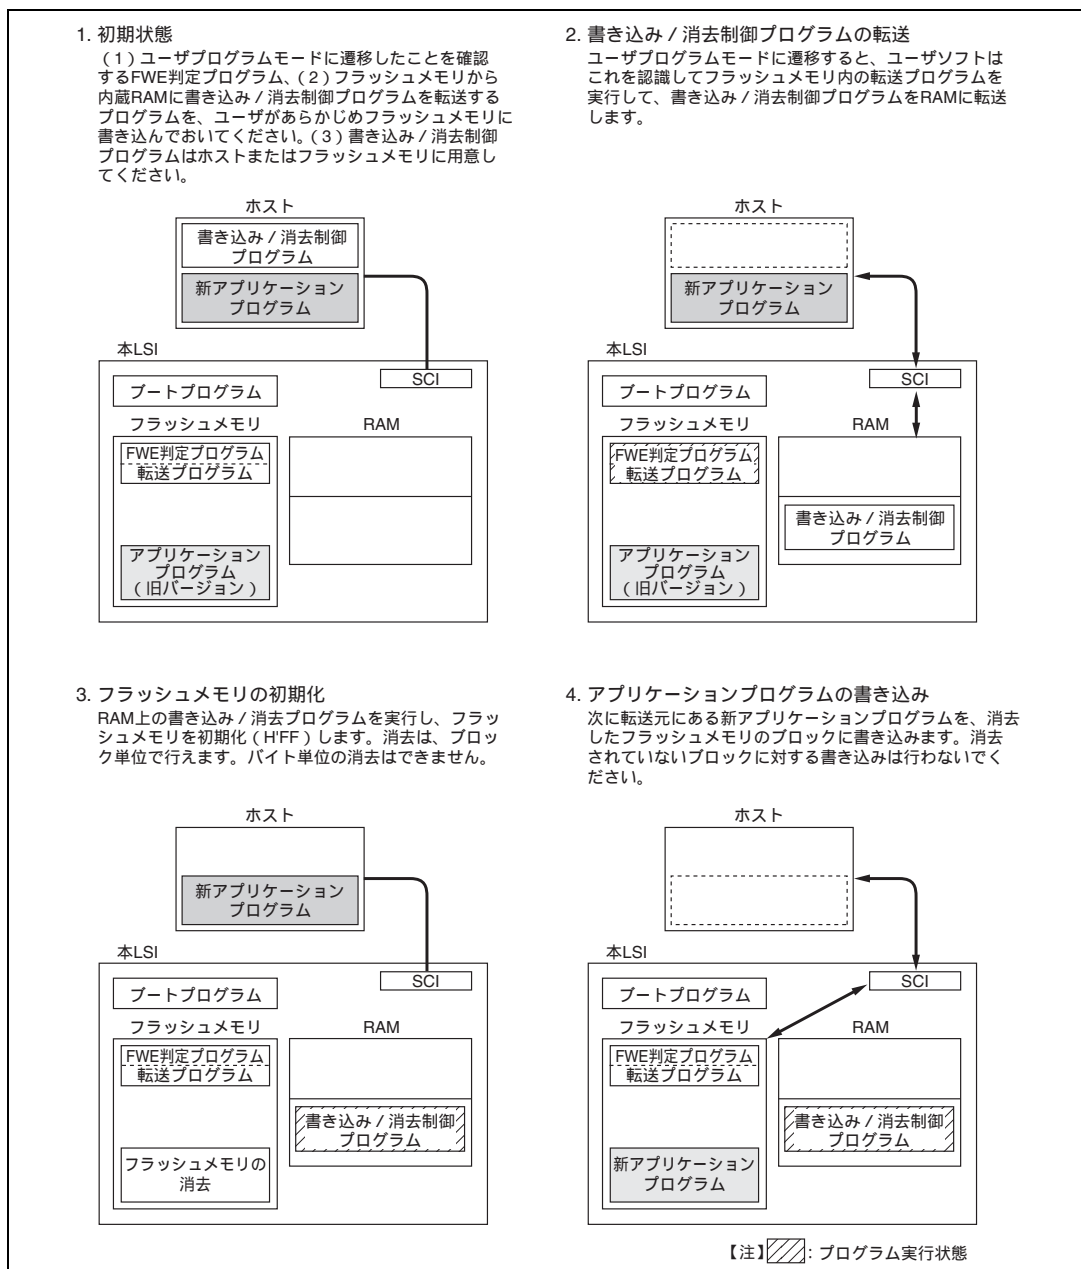 1. 初期状態
(1)ユーザプログラムモードに遷移したことを確認
するFWE判定プログラム、(2)フラッシュメモリから
内蔵RAMに書き込み / 消去制御プログラムを転送する
プログラムを、ユーザがあらかじめフラッシュメモリに
書き込んでおいてください。(3)書き込み / 消去制御
プログラムはホストまたはフラッシュメモリに用意し
てください。
ホスト
書き込み / 消去制御
プログラム
新アプリケーション
プログラム
本LSI
SCI
ブートプログラム
フラッシュメモリ
RAM
FWE判定プログラム
転送プログラム
アプリケーション
プログラム
(旧バージョン)
2. 書き込み / 消去制御プログラムの転送
ユーザプログラムモードに遷移すると、ユーザソフトは
これを認識してフラッシュメモリ内の転送プログラムを
実行して、書き込み / 消去制御プログラムをRAMに転送
します。
ホスト
新アプリケーション
プログラム
本LSI
SCI
ブートプログラム
フラッシュメモリ
RAM
FWE判定プログラム
転送プログラム
書き込み / 消去制御
プログラム
アプリケーション
プログラム
(旧バージョン)
3. フラッシュメモリの初期化
RAM上の書き込み / 消去プログラムを実行し、フラッ
シュメモリを初期化(H'FF)します。消去は、ブロッ
ク単位で行えます。バイト単位の消去はできません。
ホスト
新アプリケーション
プログラム
本LSI
SCI
ブートプログラム
フラッシュメモリ
RAM
FWE判定プログラム
転送プログラム
書き込み / 消去制御
プログラム
フラッシュメモリの
消去
4. アプリケーションプログラムの書き込み
次に転送元にある新アプリケーションプログラムを、消去
したフラッシュメモリのブロックに書き込みます。消去
されていないブロックに対する書き込みは行わないでく
ださい。
ホスト
本LSI
SCI
ブートプログラム
フラッシュメモリ
RAM
FWE判定プログラム
転送プログラム
書き込み / 消去制御
プログラム
新アプリケーション
プログラム
【注】: プログラム実行状態